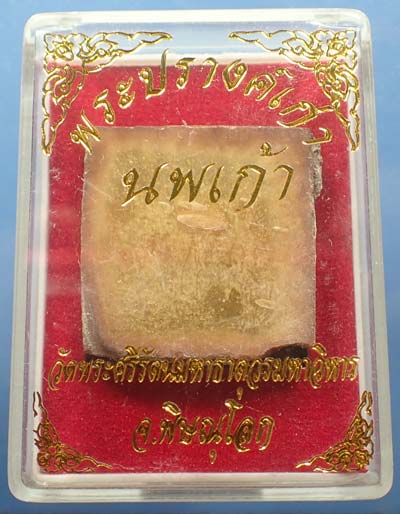 พระปรางค์เก่า
นพเก้า
วัดพระศรีรัตนมหาธาตุวรมหาวิหาร
จ.พิษณุโลก